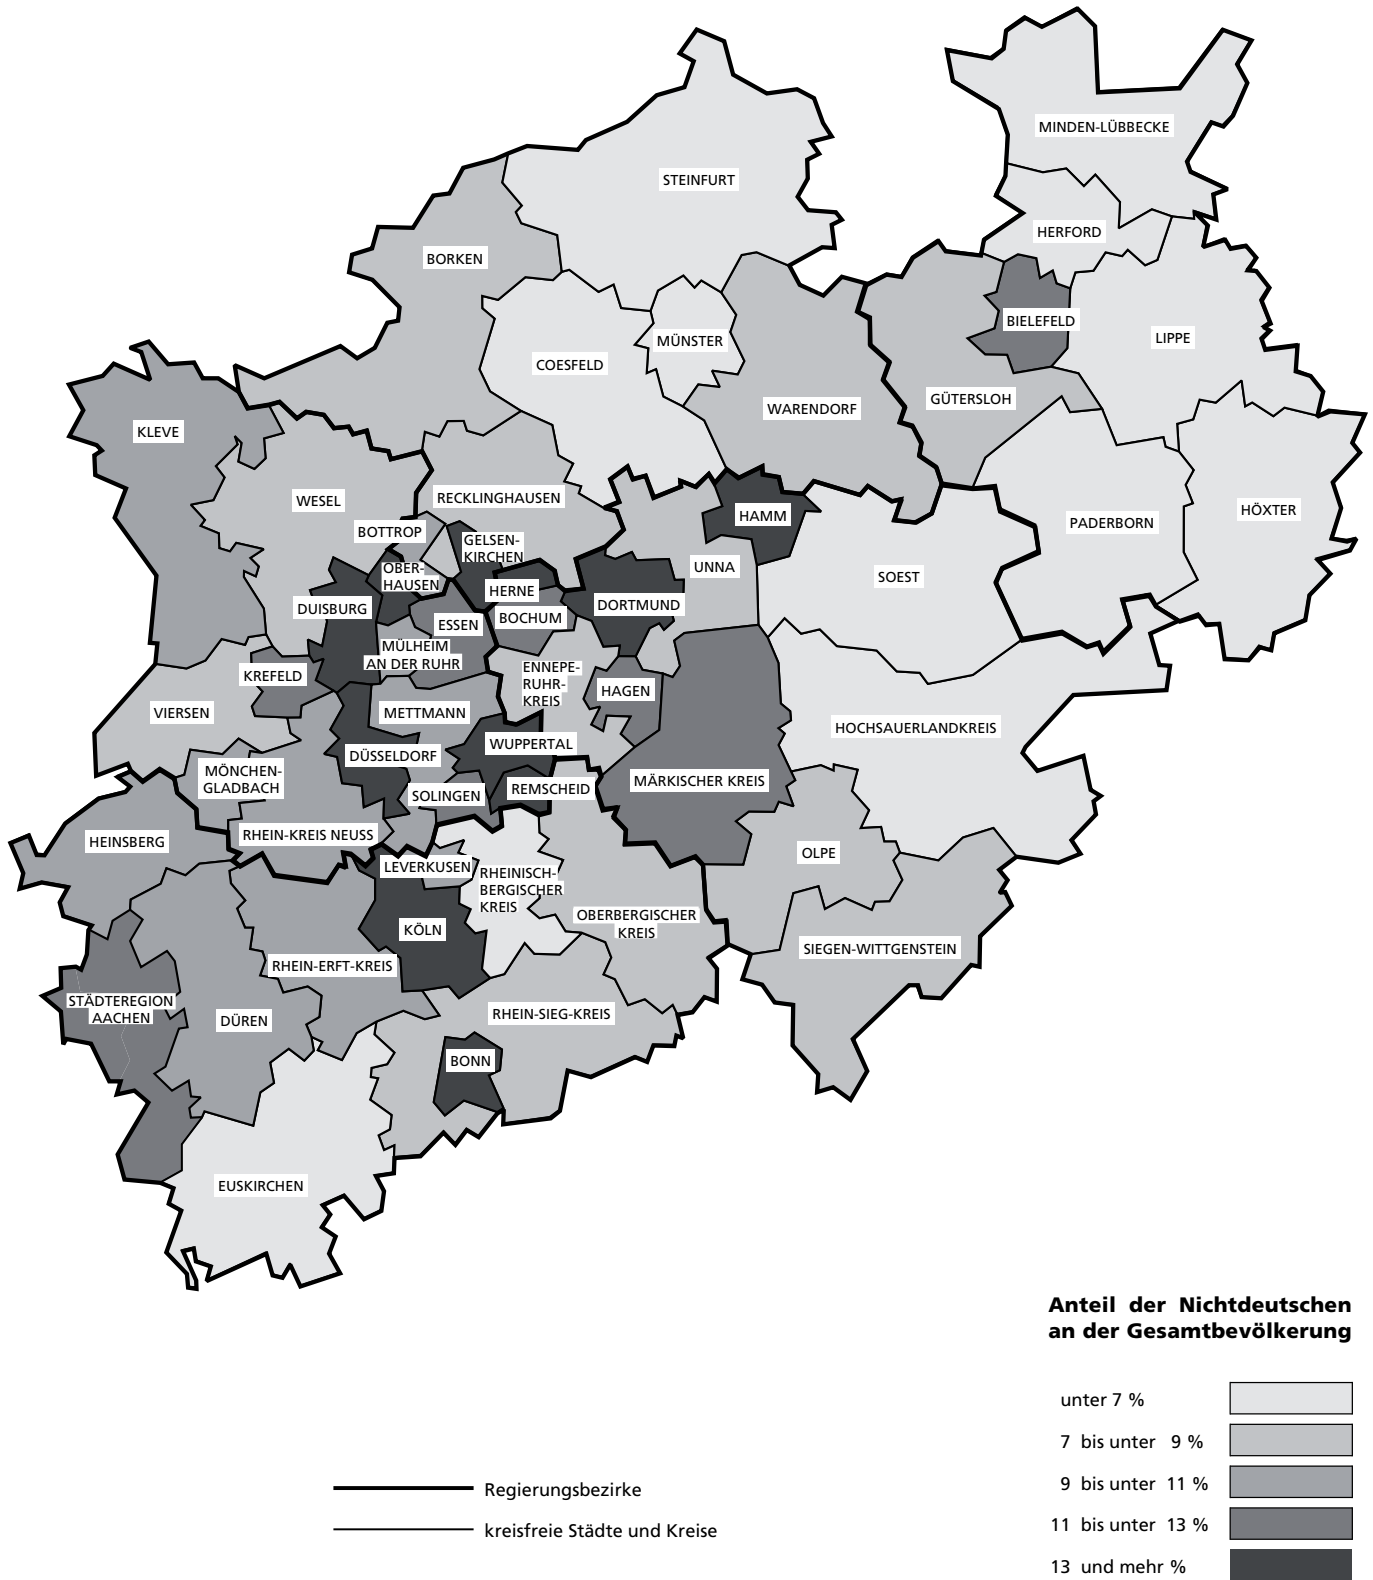 MINDEN-LÜBBECKE
STEINFURT
HERFORD
BORKEN
BIELEFELD
LIPPE
MÜNSTER
COESFELD
GÜTERSLOH
WARENDORF
KLEVE
RECKLINGHAUSEN
WESEL
HÖXTER
HAMM
PADERBORN
BOTTROP
GELSEN-
KIRCHEN
UNNA
OBER-
HAUSEN
SOEST
HERNE
DORTMUND
DUISBURG
BOCHUM
ESSEN
MÜLHEIM
AN DER RUHR
ENNEPE-
RUHR-
KREIS
KREFELD
HAGEN
VIERSEN
METTMANN
HOCHSAUERLANDKREIS
WUPPERTAL
DÜSSELDORF
MÖNCHEN-
GLADBACH
MÄRKISCHER KREIS
REMSCHEID
SOLINGEN
RHEIN-KREIS NEUSS
HEINSBERG
OLPE
LEVERKUSEN
RHEINISCH-
BERGISCHER
KREIS
OBERBERGISCHER
KREIS
KÖLN
SIEGEN-WITTGENSTEIN
RHEIN-ERFT-KREIS
STÄDTEREGION
AACHEN
RHEIN-SIEG-KREIS
DÜREN
BONN
EUSKIRCHEN
Anteil der Nichtdeutschen
an der Gesamtbevölkerung
unter 7 %
7 bis unter 9 %
9 bis unter 11 %
11 bis unter 13 %
13 und mehr %
Regierungsbezirke
kreisfreie Städte und Kreise